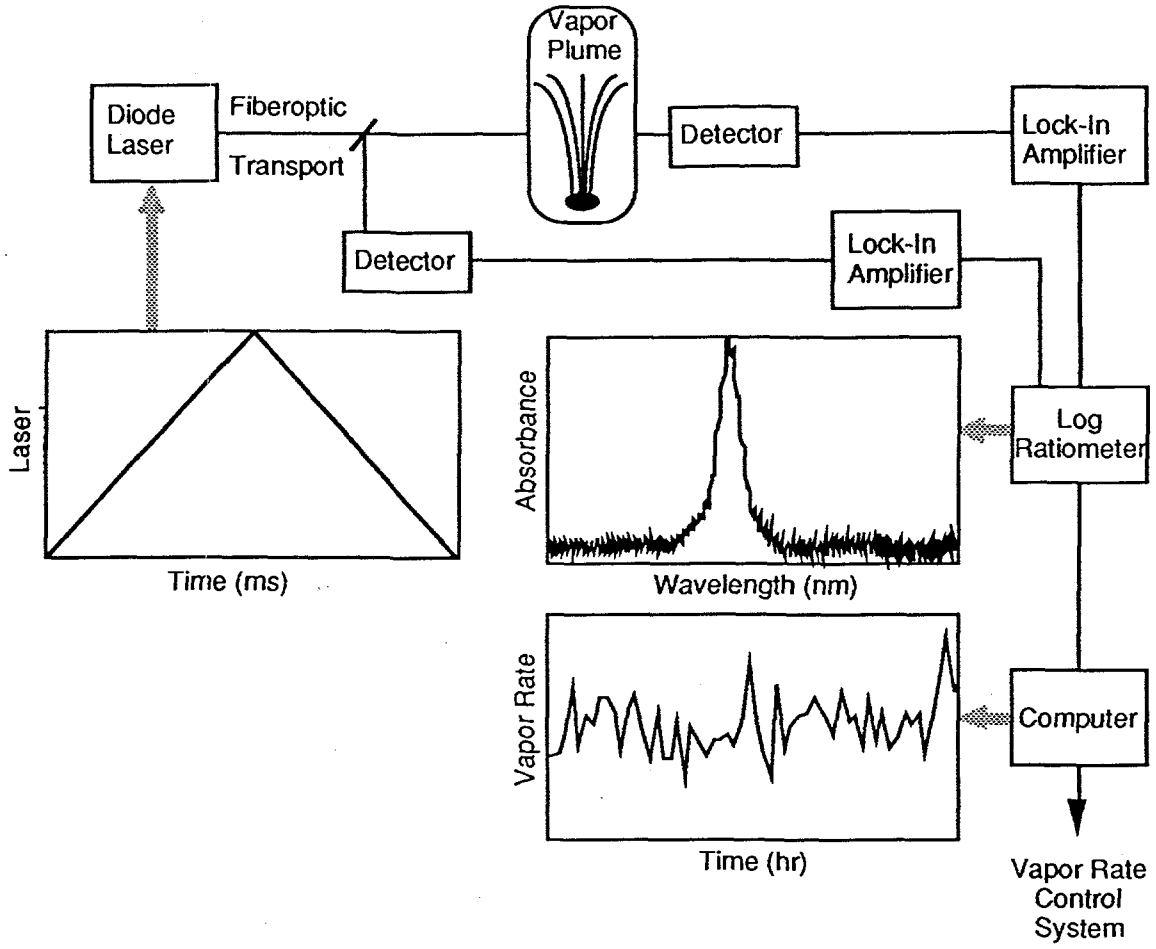 Vapor
Plume
Diode
Laser
Fiberoptic
Transport
Detector
Lock-In
Amplifier
Detector
Lock-In
Amplifier
Laser
Time (ms)
Absorbance
Wavelength (nm)
Log
Ratiometer
Vapor Rate
Time (hr)
Computer
Vapor Rate
Control
System